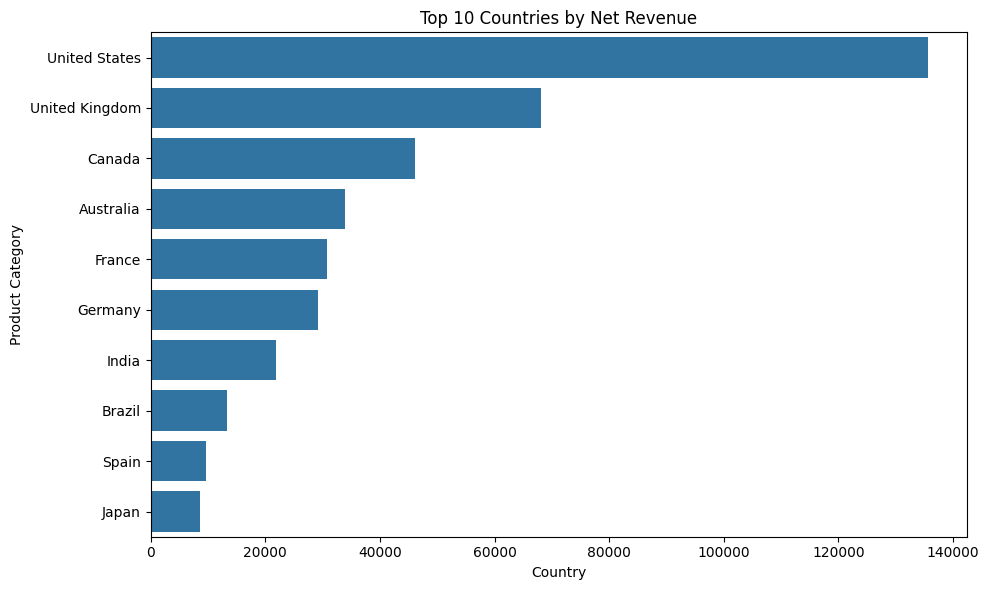 Top 10 Countries by Net Revenue
Product Category
United States
United Kingdom
Canada
Australia
France
Germany
India
Brazil
Spain
Japan
0 20000 40000 60000 80000 100000 120000 140000
Country